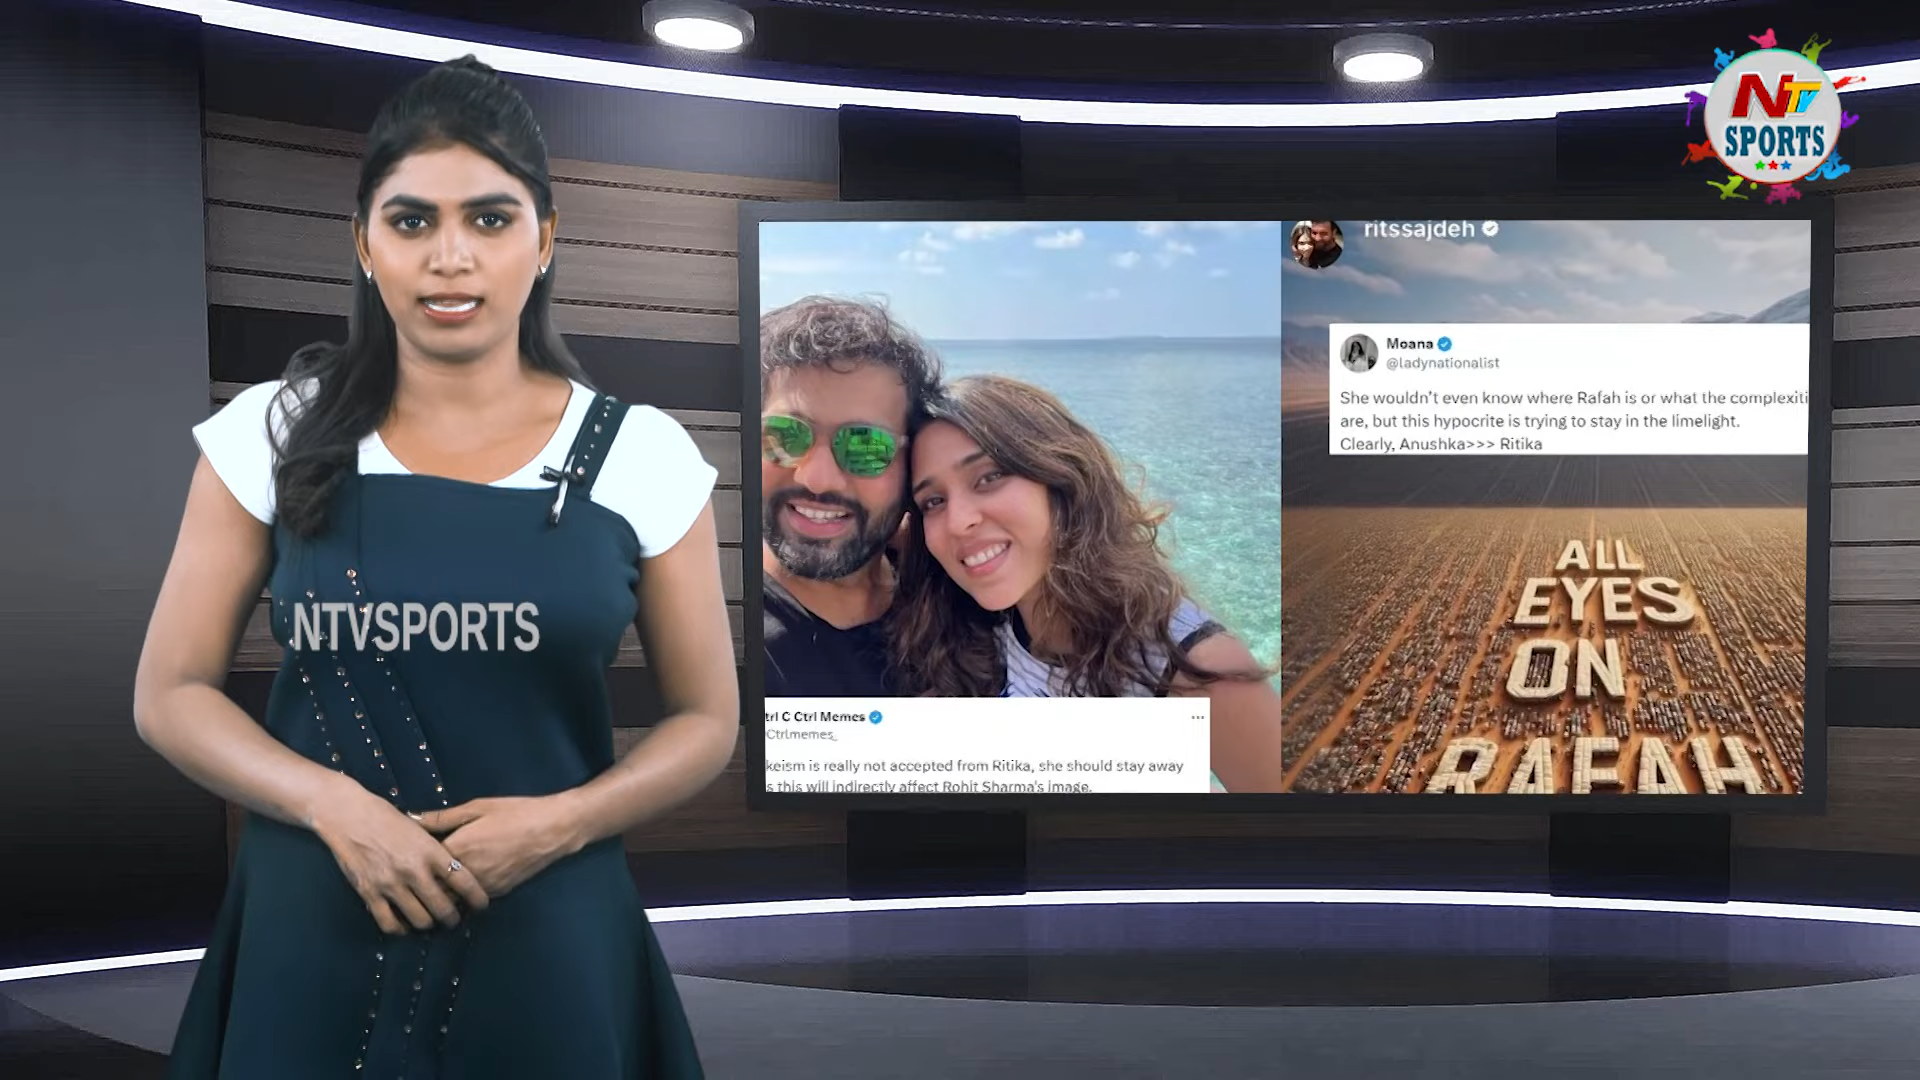 NTV
SPORTS
ritssajdeh
Moana
@ladynationalist
She wouldn't even know where Rafah is or what the complexiti
are, but this hypocrite is trying to stay in the limelight.
Clearly, Anushka>>> Ritika
ALL
EYES
ON
RAFAH
NTVSPORTS
trl C Ctrl Memes
Ctrlmemes_
keism is really not accepted from Ritika, she should stay away
s this will indirectly affect Rohit Sharma's image.